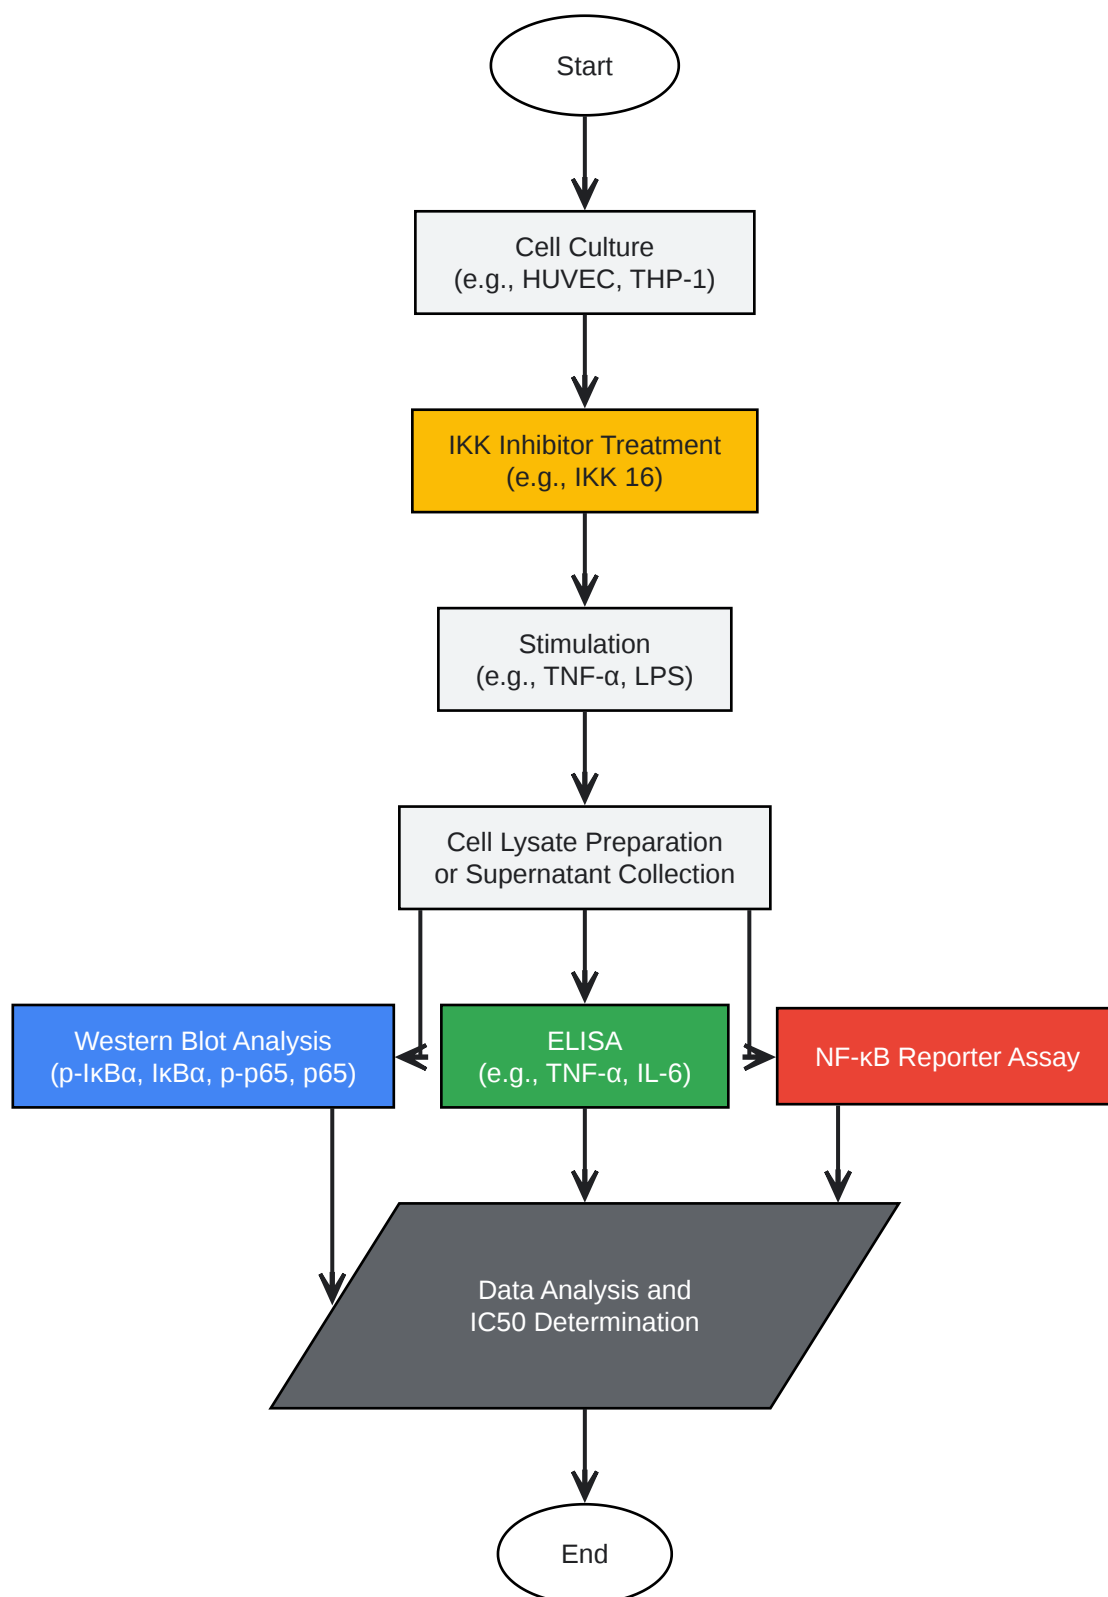 Start
Cell Culture
(e.g., HUVEC, THP-1)
IKK Inhibitor Treatment
(e.g., IKK 16)
Stimulation
(e.g., TNF-α, LPS)
Cell Lysate Preparation
or Supernatant Collection
Western Blot Analysis
(p-IκBα, IκBα, p-p65, p65)
ELISA
(e.g., TNF-α, IL-6)
NF-κB Reporter Assay
Data Analysis and
IC50 Determination
End